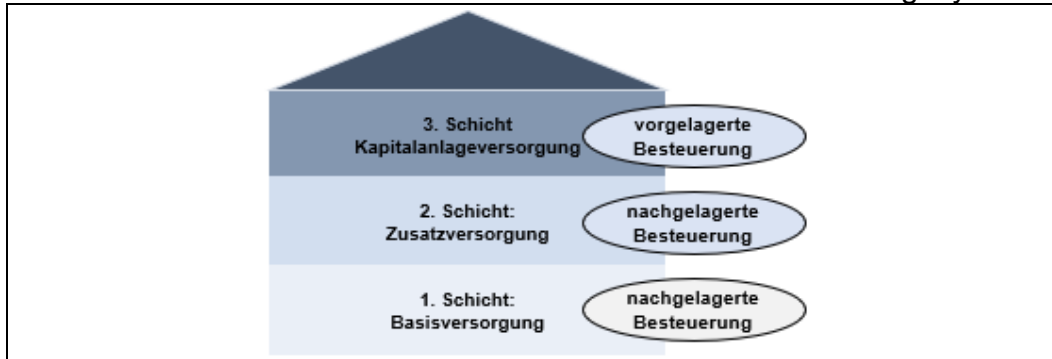 3. Schicht
Kapitalanlageversorgung
vorgelagerte
Besteuerung
2. Schicht:
Zusatzversorgung
nachgelagerte
Besteuerung
1. Schicht:
Basisversorgung
nachgelagerte
Besteuerung